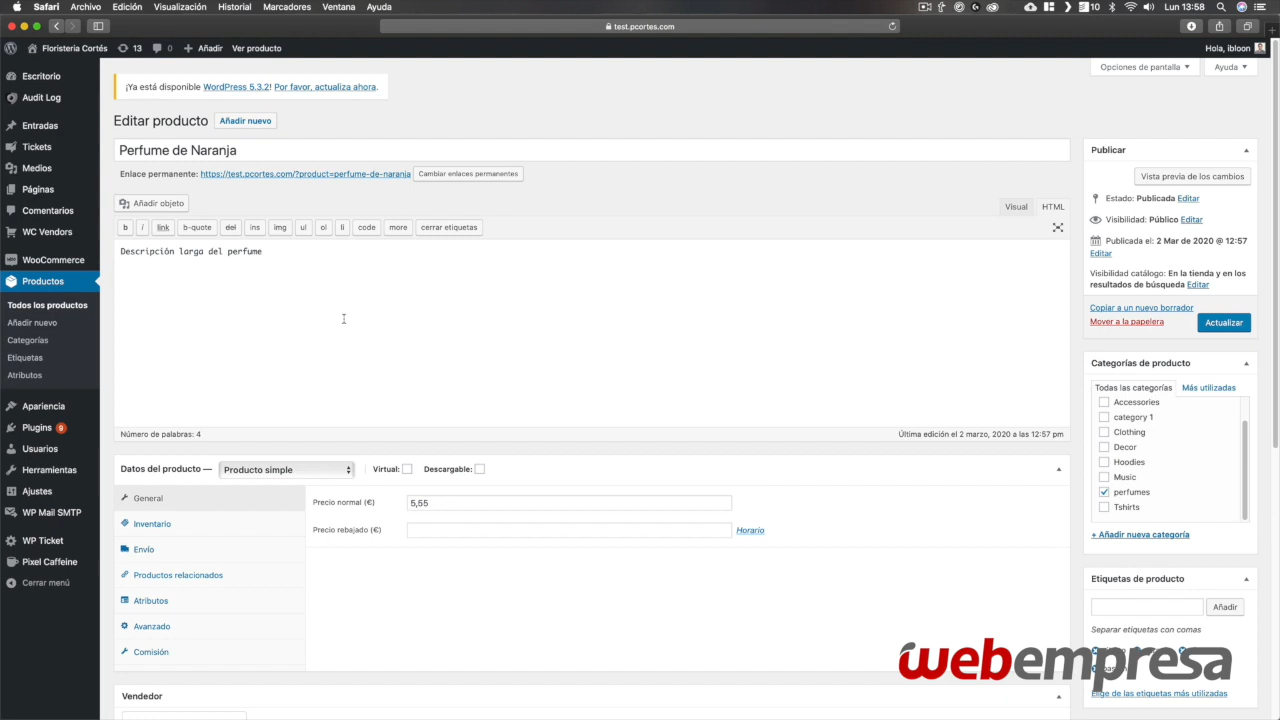 Safari Archivo Edición Visualización Historial Marcadores Ventana Ayuda
10 Lun 13:58
test.pcortes.com
Floristería Cortés 13 0 Añadir Ver producto
Hola, ibloon
Opciones de pantalla Ayuda
Escritorio
Audit Log
Entradas
Tickets
Medios
Páginas
Comentarios
WC Vendors
WooCommerce
Productos
Todos los productos
Añadir nuevo
Categorías
Etiquetas
Atributos
Apariencia
Plugins 9
Usuarios
Herramientas
Ajustes
WP Mail SMTP
WP Ticket
Pixel Caffeine
Cerrar menú
¡Ya está disponible WordPress 5.3.2! Por favor, actualiza ahora.
Editar producto Añadir nuevo
Perfume de Naranja
Enlace permanente: https://test.pcortes.com/?product=perfume-de-naranja Cambiar enlaces permanentes
Añadir objeto
Visual HTML
b i link b-quote del ins img ul ol li code more cerrar etiquetas
Descripción larga del perfume
Número de palabras: 4
Última edición el 2 marzo, 2020 a las 12:57 pm
Datos del producto — Producto simple Virtual: Descargable:
General
Inventario
Envío
Productos relacionados
Atributos
Avanzado
Comisión
Precio normal (€) 5,55
Precio rebajado (€) Horario
Vendedor
Publicar
Vista previa de los cambios
Estado: Publicada Editar
Visibilidad: Público Editar
Publicada el: 2 Mar de 2020 @ 12:57
Editar
Visibilidad catálogo: En la tienda y en los
resultados de búsqueda Editar
Copiar a un nuevo borrador
Mover a la papelera Actualizar
Categorías de producto
Todas las categorías Más utilizadas
Accessories
category 1
Clothing
Decor
Hoodies
Music
perfumes
Tshirts
+ Añadir nueva categoría
Etiquetas de producto
Añadir
Separar etiquetas con comas
webempresa
Elige de las etiquetas más utilizadas